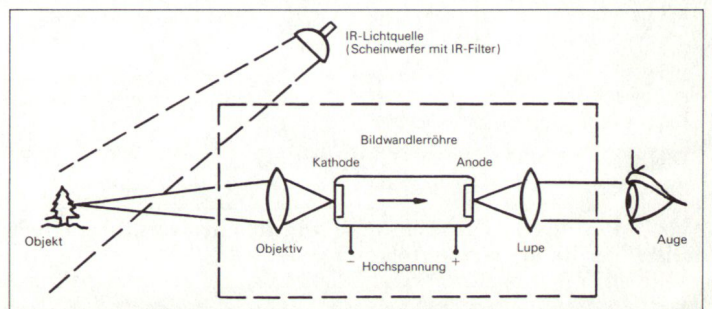 IR-Lichtquelle
(Scheinwerfer mit IR-Filter)
Bildwandlerröhre
Kathode
Anode
Objekt
Objektiv
Lupe
Auge
– Hochspannung +